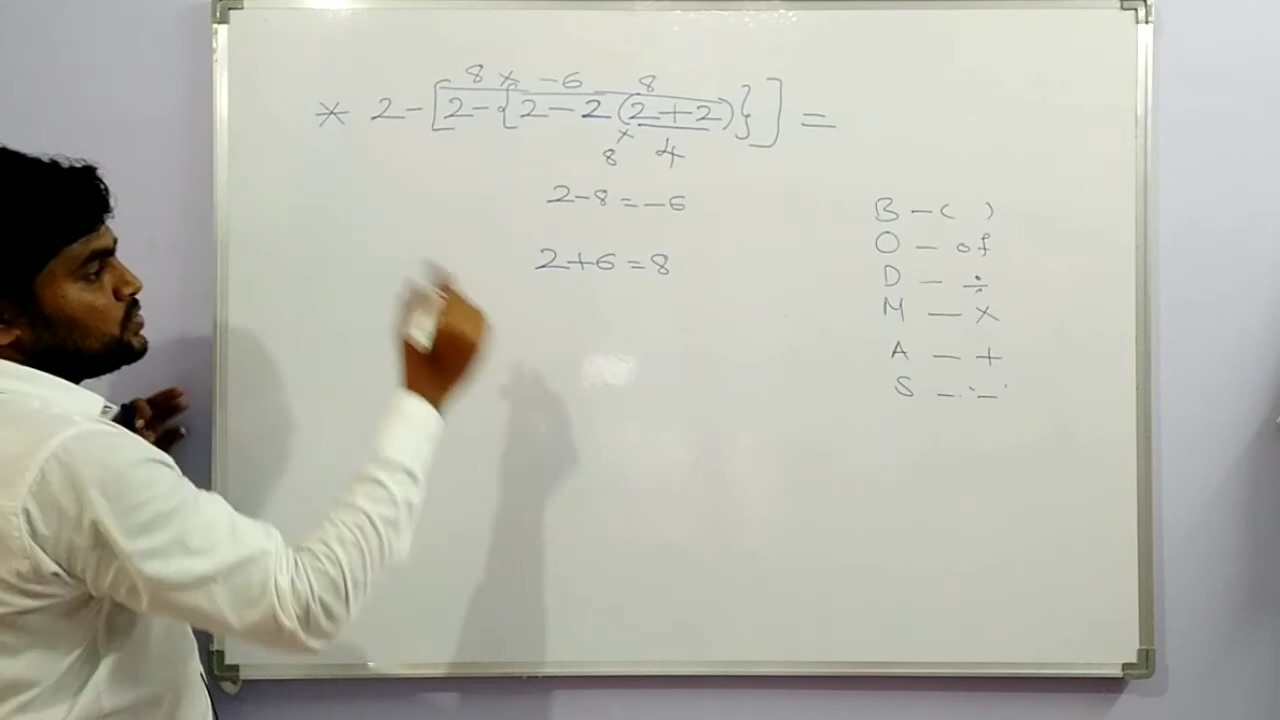 8 × -6 8
* 2-[2-{2-2(2+2)}] =
× 
8 4
2-8=-6
2+6=8
B - ( )
O - of
D - ÷
M - ×
A - +
S - -